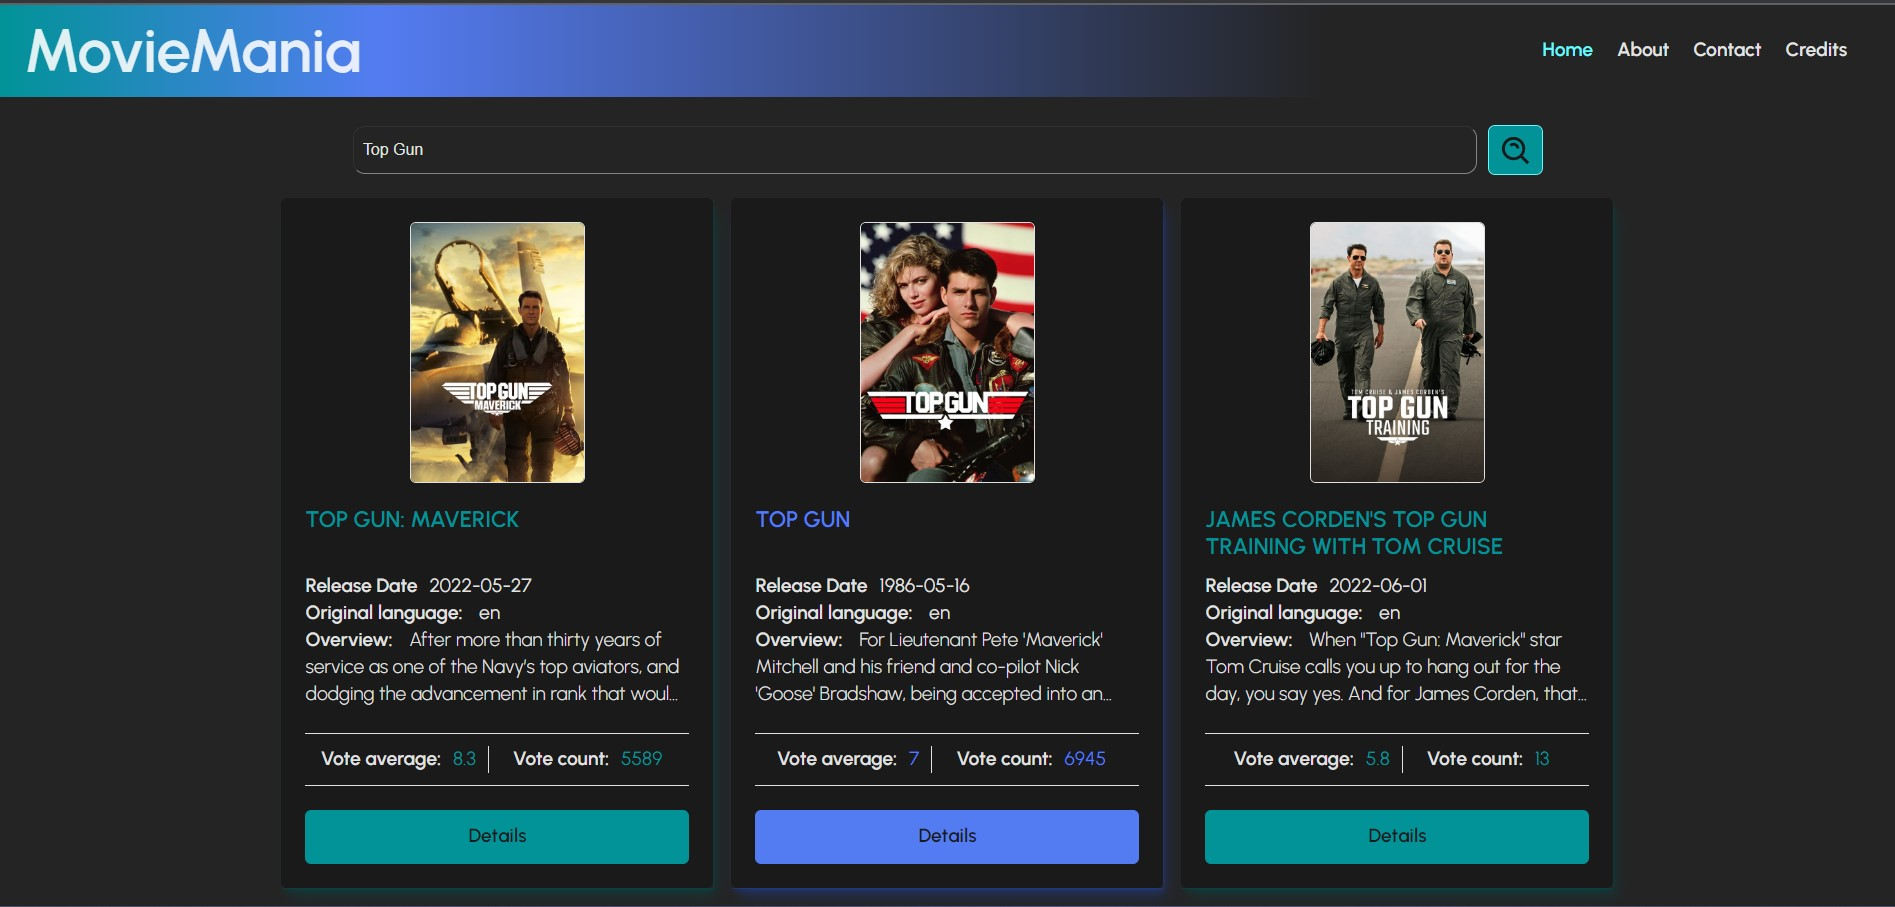 MovieMania
Home About Contact Credits
Top Gun
TOP GUN
MAVERICK
TOP GUN
TOM CRUISE & JAMES CORDEN'S
TOP GUN
TRAINING
TOP GUN: MAVERICK
Release Date 2022-05-27
Original language: en
Overview: After more than thirty years of
service as one of the Navy's top aviators, and
dodging the advancement in rank that woul...
Vote average: 8.3 Vote count: 5589
Details
TOP GUN
Release Date 1986-05-16
Original language: en
Overview: For Lieutenant Pete 'Maverick'
Mitchell and his friend and co-pilot Nick
'Goose' Bradshaw, being accepted into an...
Vote average: 7 Vote count: 6945
Details
JAMES CORDEN'S TOP GUN
TRAINING WITH TOM CRUISE
Release Date 2022-06-01
Original language: en
Overview: When "Top Gun: Maverick" star
Tom Cruise calls you up to hang out for the
day, you say yes. And for James Corden, that...
Vote average: 5.8 Vote count: 13
Details